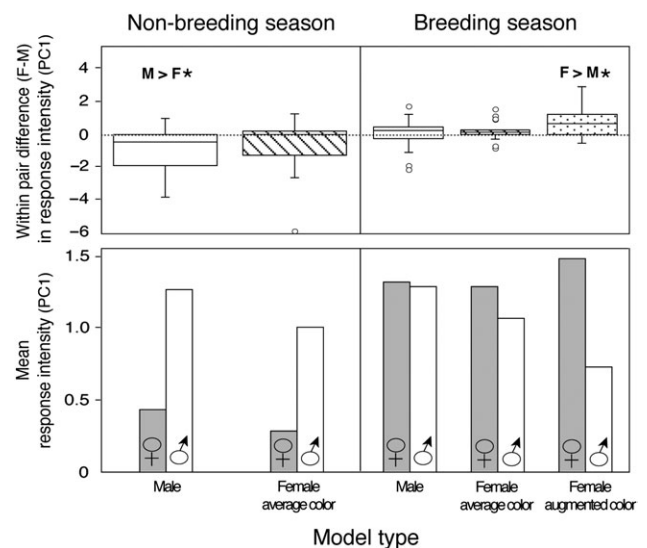 Non-breeding season Breeding season
Within pair difference (F-M)
in response intensity (PC1)
4
2
0
−2
−4
−6
M > F*
F > M*
Mean
response intensity (PC1)
1.5
1.0
0.5
0
♀ ♂ ♀ ♂ ♀ ♂ ♀ ♂ ♀ ♂
Male Female Male Female Female
average color average color augmented color
Model type